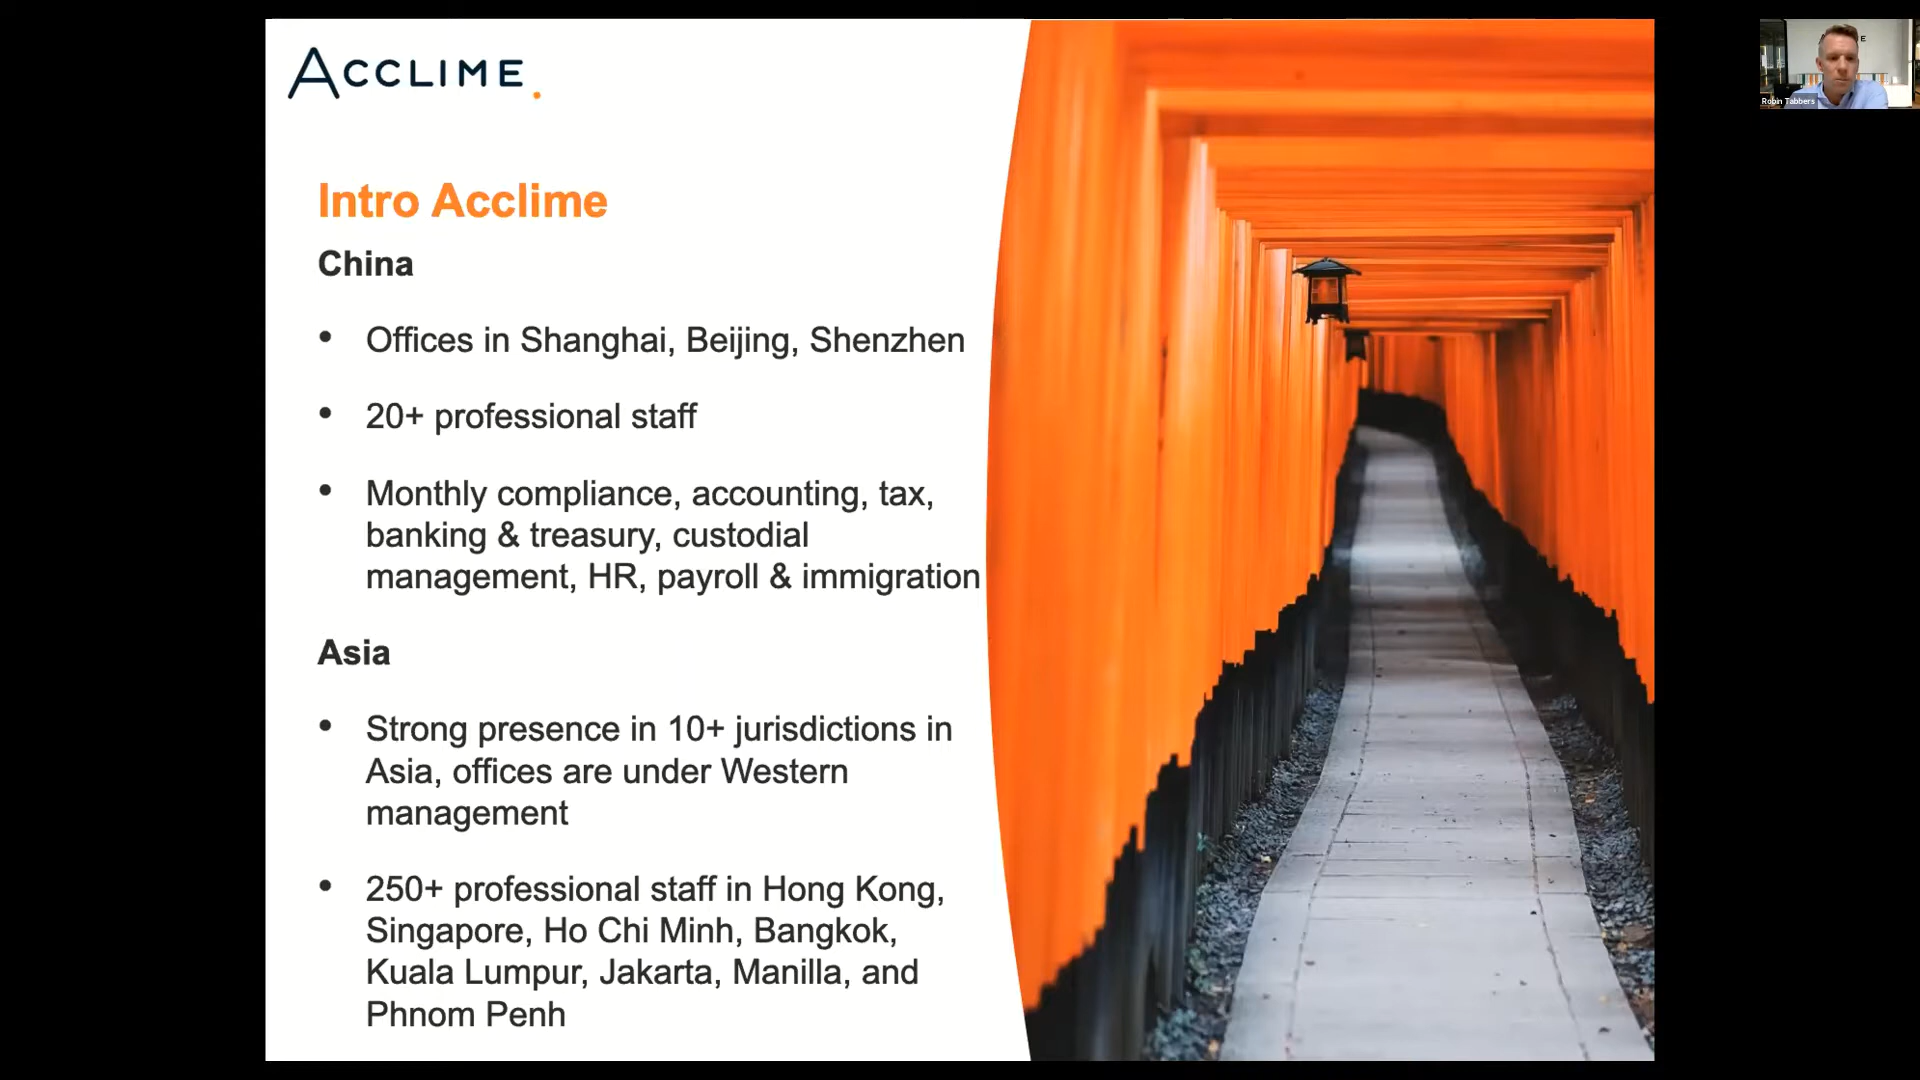 ACCLIME.
Intro Acclime
China
• Offices in Shanghai, Beijing, Shenzhen
• 20+ professional staff
• Monthly compliance, accounting, tax,
banking & treasury, custodial
management, HR, payroll & immigration
Asia
• Strong presence in 10+ jurisdictions in
Asia, offices are under Western
management
• 250+ professional staff in Hong Kong,
Singapore, Ho Chi Minh, Bangkok,
Kuala Lumpur, Jakarta, Manilla, and
Phnom Penh
Robin Tabbers